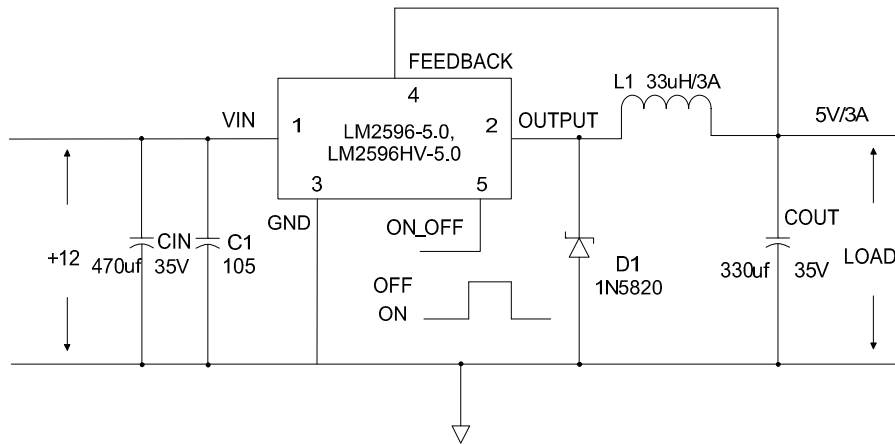 FEEDBACK
4
L1 33uH/3A
VIN
1
LM2596-5.0,
LM2596HV-5.0
2
OUTPUT
5V/3A
3
5
GND
ON_OFF
+12
470uf
CIN
35V
C1
105
OFF
ON
D1
1N5820
COUT
330uf
35V
LOAD